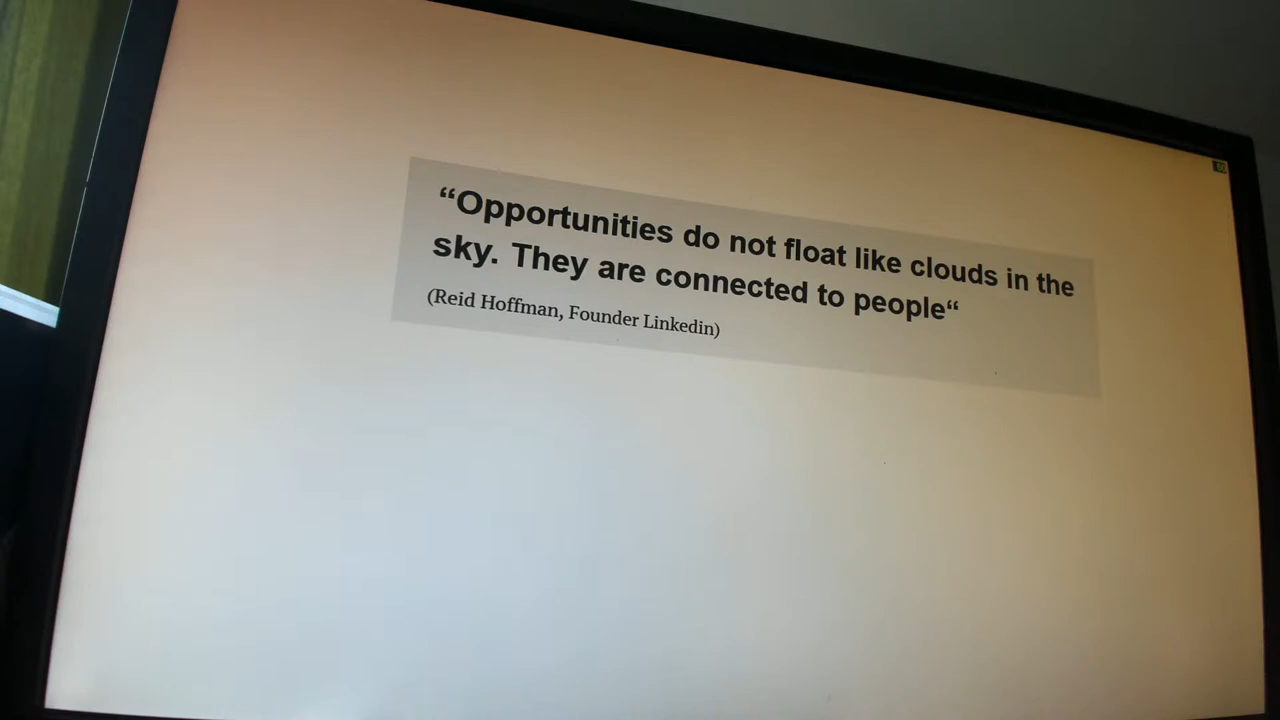 “Opportunities do not float like clouds in the
sky. They are connected to people“
(Reid Hoffman, Founder Linkedin)